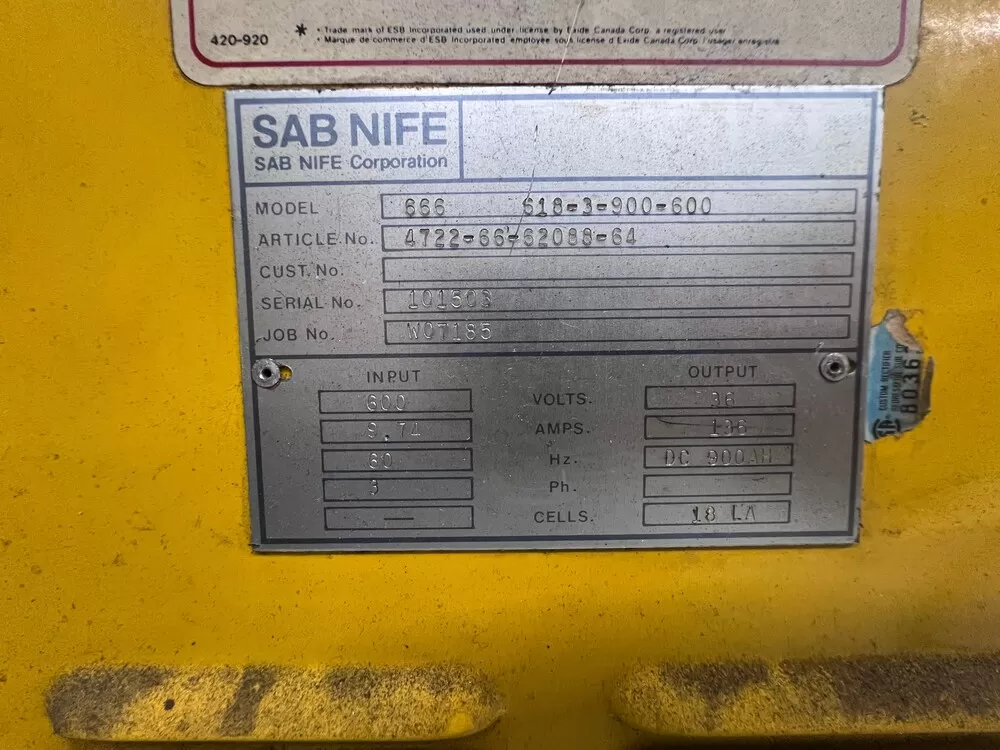 420-920 * • Trade mark of ESB Incorporated used under license by Exide Canada Corp. a registered user
• Marque de commerce d'ESB Incorporated employée sous license d'Exide Canada Corp. l'usager enregistré
SAB NIFE
SAB NIFE Corporation
MODEL 666 618-3-900-600
ARTICLE No. 4722-66-62088-64
CUST. No.
SERIAL No. 101503
JOB No. W07185
INPUT OUTPUT
600 VOLTS. 36
9.74 AMPS. 136
60 Hz. DC 900AH
3 Ph.
— CELLS. 18 LA
CUSTOM RECTIFIER
8036